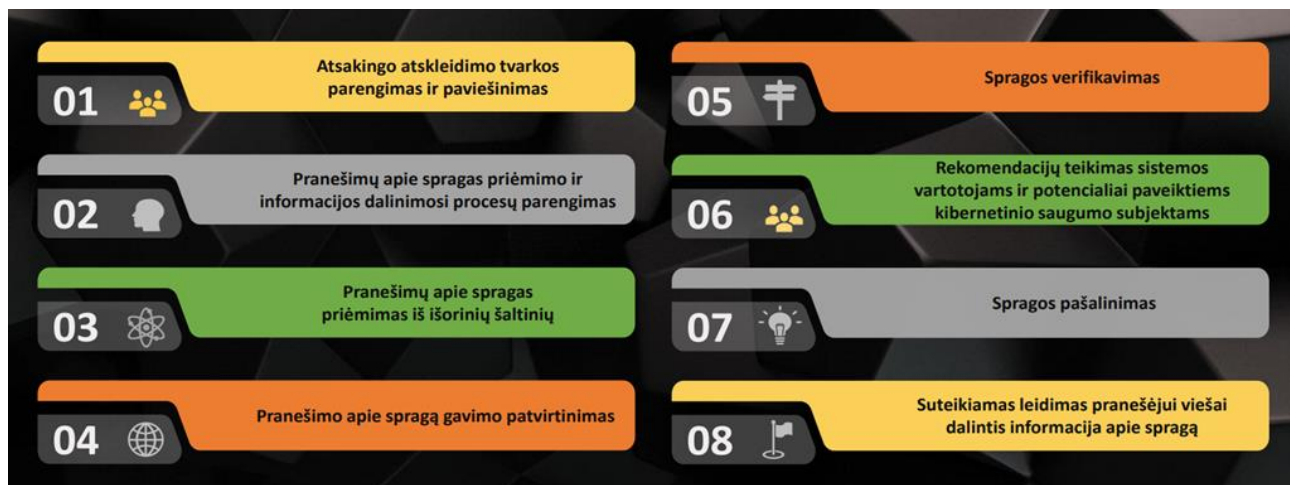 01
Atsakingo atskleidimo tvarkos
parengimas ir paviešinimas
02
Pranešimų apie spragas priėmimo ir
informacijos dalinimosi procesų parengimas
03
Pranešimų apie spragas
priėmimas iš išorinių šaltinių
04
Pranešimo apie spragą gavimo patvirtinimas
05
Spragos verifikavimas
06
Rekomendacijų teikimas sistemos
vartotojams ir potencialiai paveiktiems
kibernetinio saugumo subjektams
07
Spragos pašalinimas
08
Suteikiamas leidimas pranešėjui viešai
dalintis informacija apie spragą